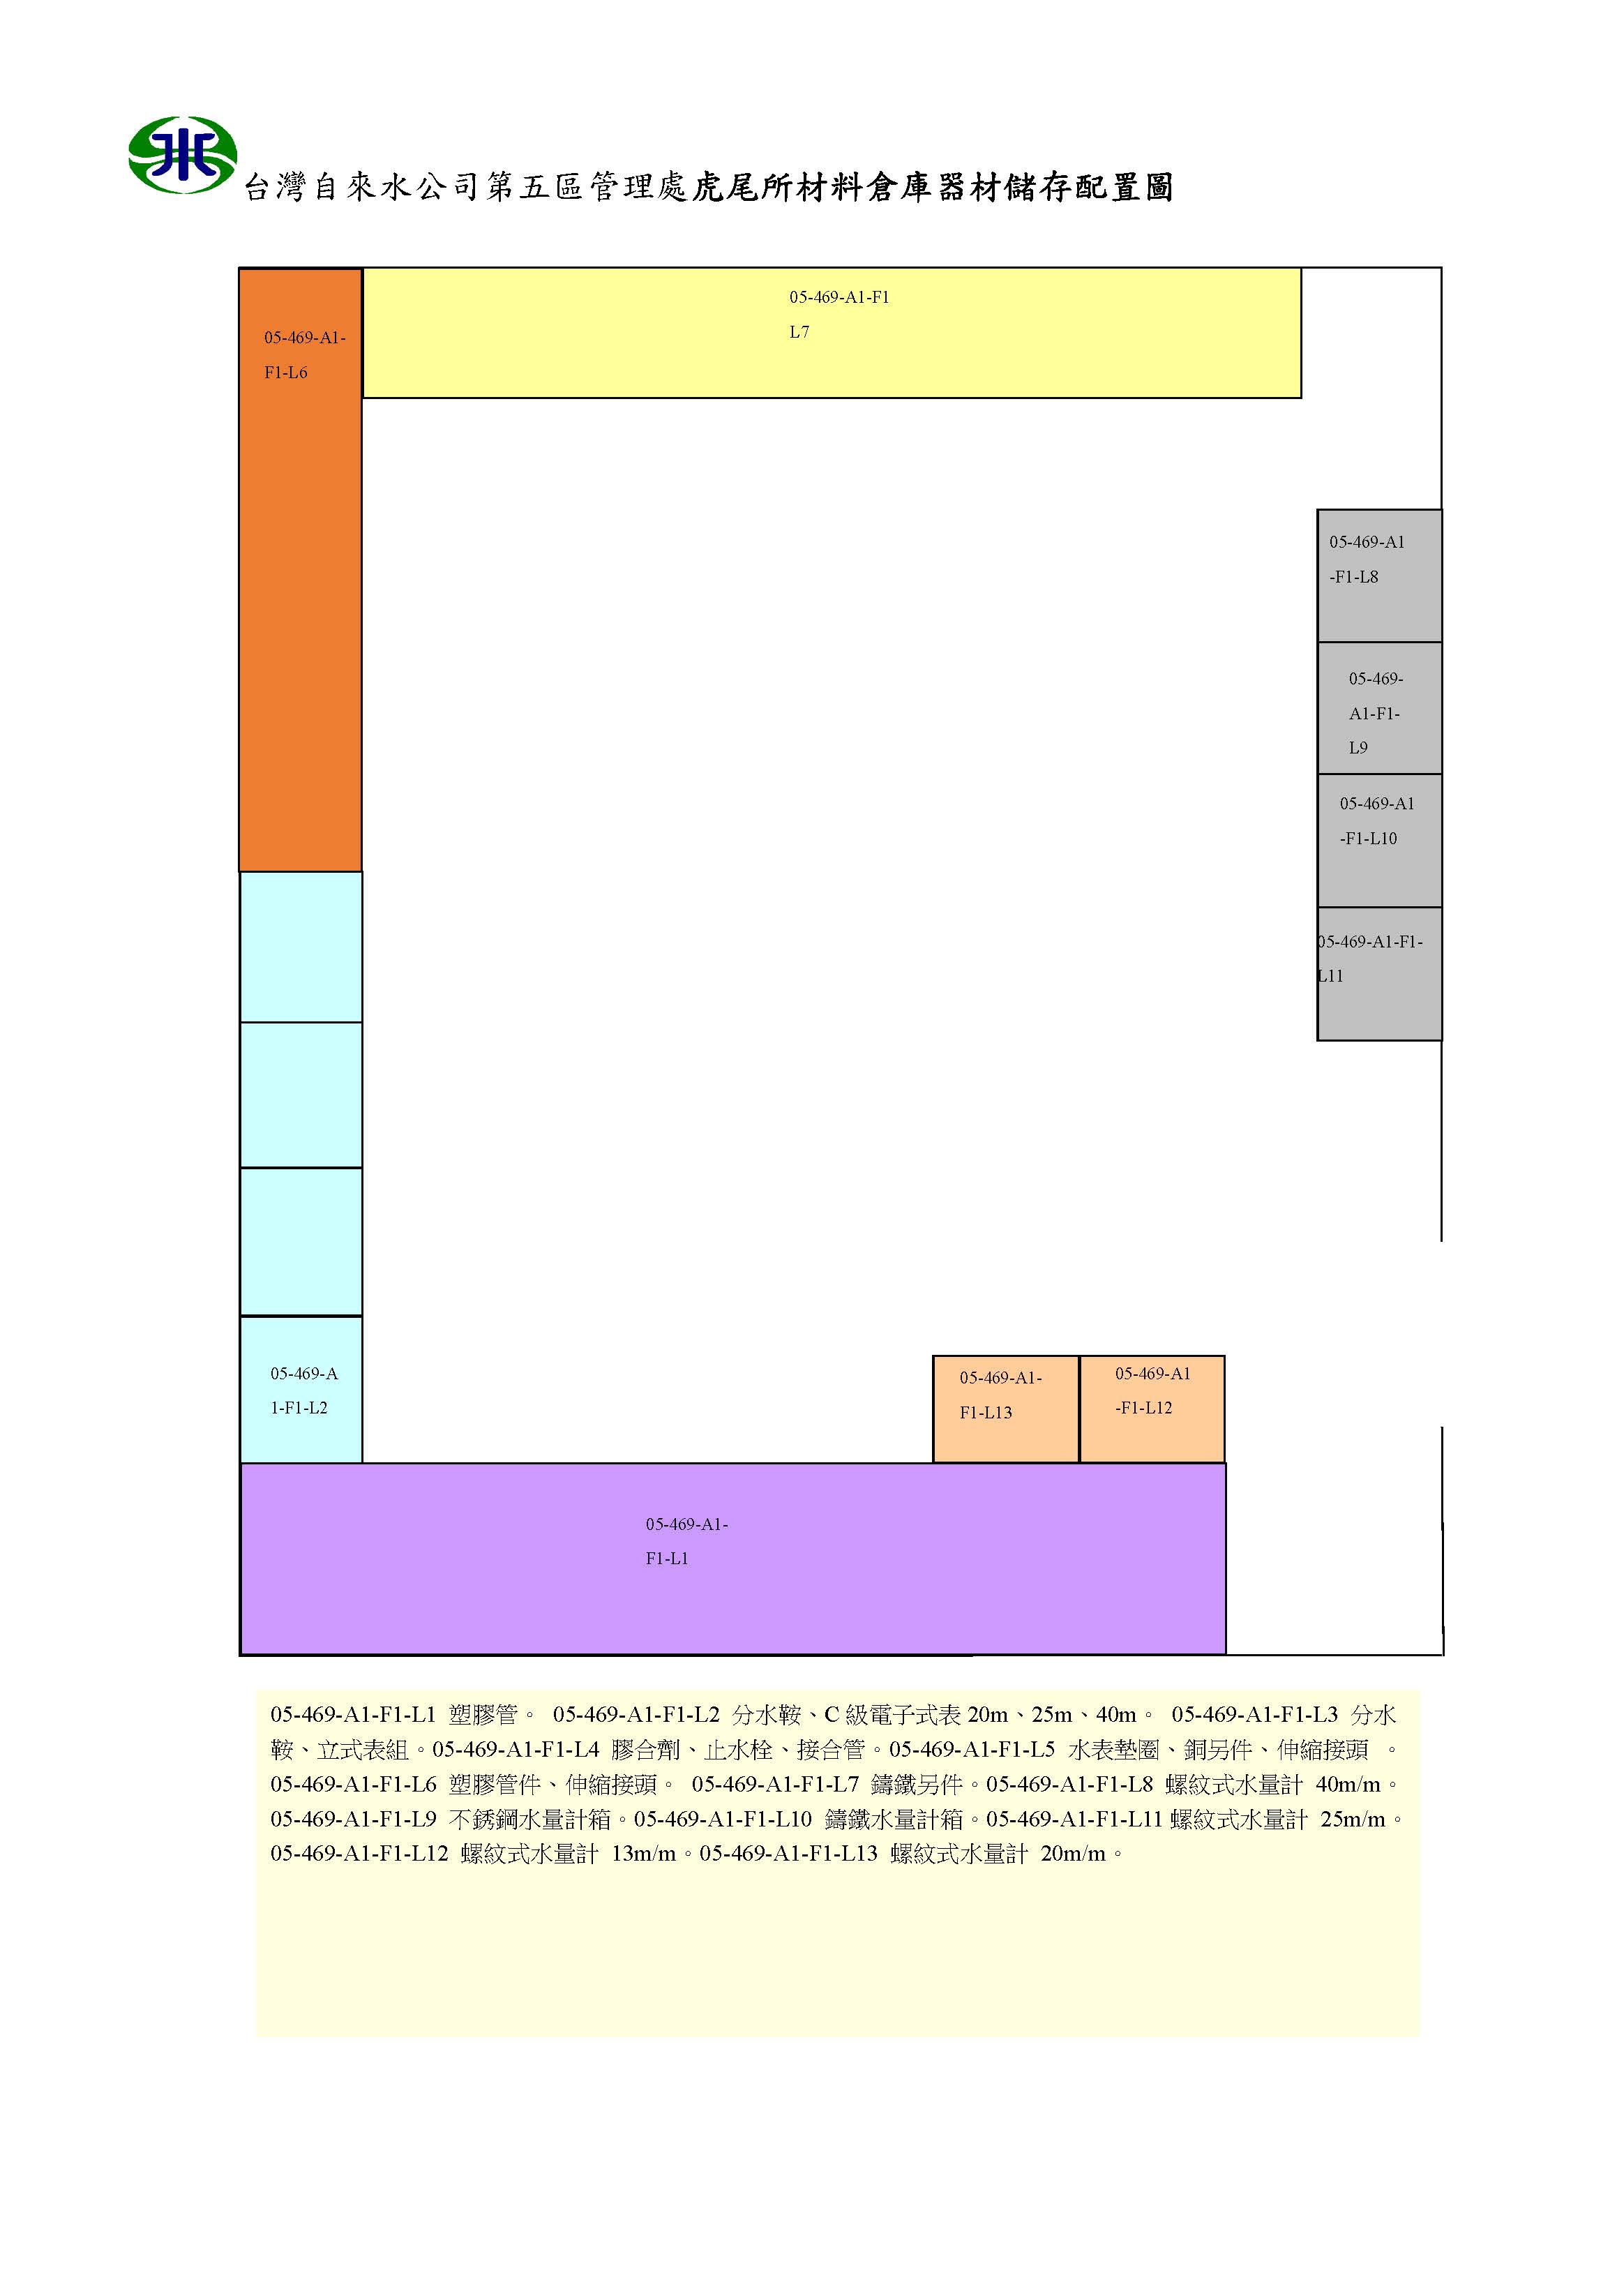 台灣自來水公司第五區管理處虎尾所材料倉庫器材儲存配置圖
05-469-A1-F1
L7
05-469-A1-
F1-L6
05-469-A1
-F1-L8
05-469-
A1-F1-
L9
05-469-A1
-F1-L10
05-469-A1-F1-
L11
05-469-A
1-F1-L2
05-469-A1-
F1-L13
05-469-A1
-F1-L12
05-469-A1-
F1-L1
05-469-A1-F1-L1 塑膠管。 05-469-A1-F1-L2 分水鞍、C 級電子式表 20m、25m、40m。 05-469-A1-F1-L3 分水
鞍、立式表組。05-469-A1-F1-L4 膠合劑、止水栓、接合管。05-469-A1-F1-L5 水表墊圈、銅另件、伸縮接頭 。
05-469-A1-F1-L6 塑膠管件、伸縮接頭。 05-469-A1-F1-L7 鑄鐵另件。05-469-A1-F1-L8 螺紋式水量計 40m/m。
05-469-A1-F1-L9 不銹鋼水量計箱。05-469-A1-F1-L10 鑄鐵水量計箱。05-469-A1-F1-L11 螺紋式水量計 25m/m。
05-469-A1-F1-L12 螺紋式水量計 13m/m。05-469-A1-F1-L13 螺紋式水量計 20m/m。